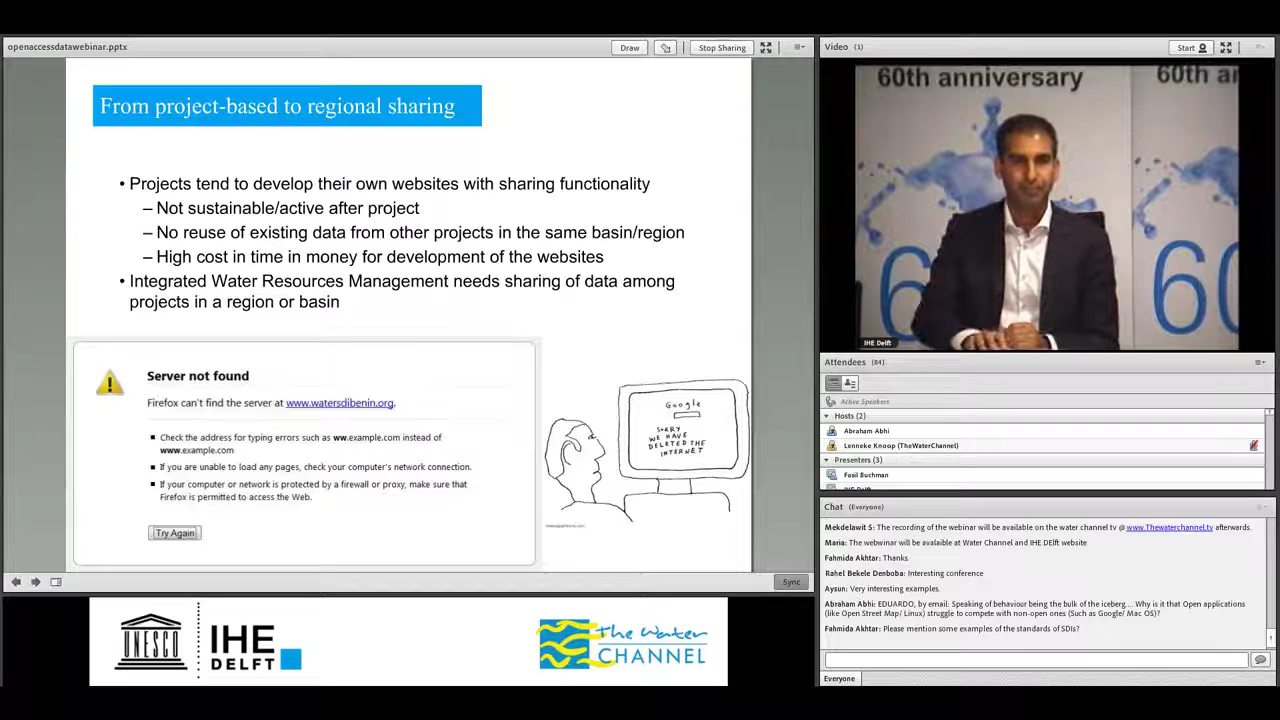 openaccessdatawebinar.pptx
Draw
Stop Sharing
From project-based to regional sharing
• Projects tend to develop their own websites with sharing functionality
– Not sustainable/active after project
– No reuse of existing data from other projects in the same basin/region
– High cost in time in money for development of the websites
• Integrated Water Resources Management needs sharing of data among
projects in a region or basin
Server not found
Firefox can't find the server at www.watersdibenin.org.
Check the address for typing errors such as ww.example.com instead of
www.example.com
If you are unable to load any pages, check your computer's network connection.
If your computer or network is protected by a firewall or proxy, make sure that
Firefox is permitted to access the Web.
Try Again
Google
SORRY
WE HAVE
DELETED THE
INTERNET
Sync
UNESCO
IHE
DELFT
The Water
CHANNEL
Video (1)
Start
60th anniversary
60th an
60
60
IHE Delft
Attendees (84)
Active Speakers
Hosts (2)
Abraham Abhi
Lenneke Knoop (TheWaterChannel)
Presenters (3)
Fasil Buchman
IHE Delft
Chat (Everyone)
Mekdelawit S: The recording of the webinar will be available on the water channel tv @ www.Thewaterchannel.tv afterwards.
Maria: The webwinar will be avalaible at Water Channel and IHE DElft website
Fahmida Akhtar: Thanks.
Rahel Bekele Denboba: Interesting conference
Aysun: Very interesting examples.
Abraham Abhi: EDUARDO, by email: Speaking of behaviour being the bulk of the iceberg.... Why is it that Open applications
(like Open Street Map/ Linux) struggle to compete with non-open ones (Such as Google/ Mac OS)?
Fahmida Akhtar: Please mention some examples of the standards of SDIs?
Everyone